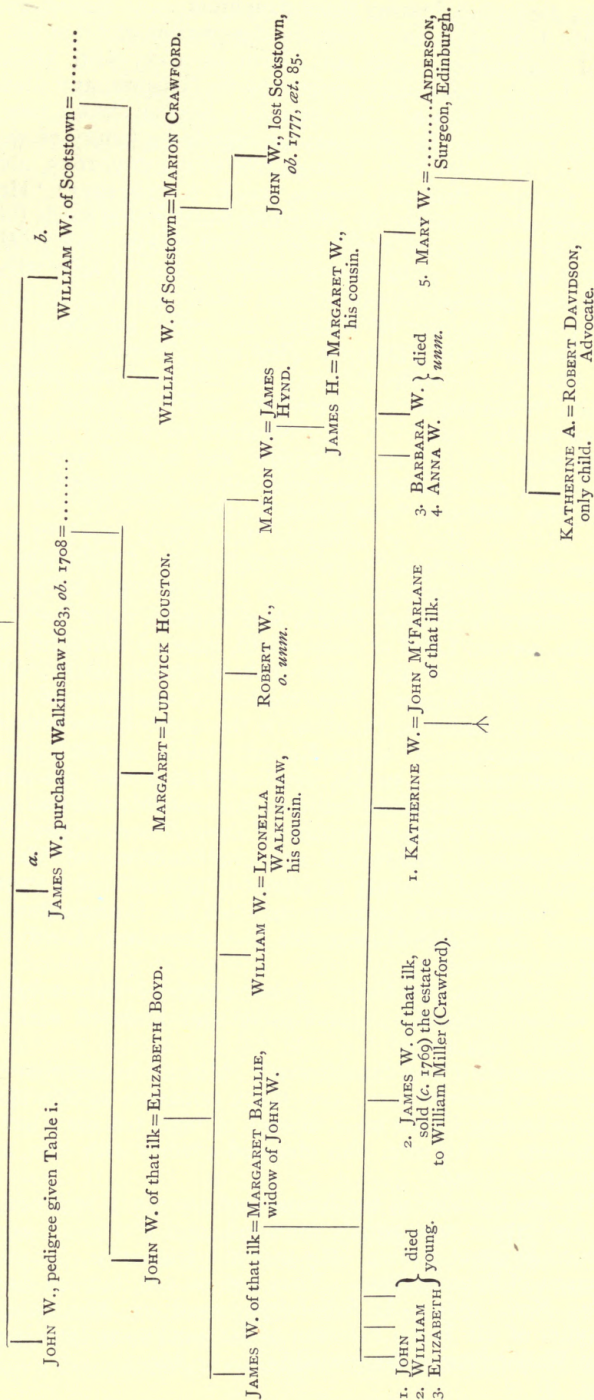 JOHN W., pedigree given Table i.
a.
JAMES W. purchased Walkinshaw 1683, ob. 1708=........
b.
WILLIAM W. of Scotstown=........
JOHN W. of that ilk=ELIZABETH BOYD.
MARGARET=LUDOVICK HOUSTON.
WILLIAM W. of Scotstown=MARION CRAWFORD.
JAMES W. of that ilk=MARGARET BAILLIE,
widow of JOHN W.
WILLIAM W.=LYONELLA
WALKINSHAW,
his cousin.
ROBERT W.,
o. unm.
MARION W.=JAMES
HYND.
JOHN W., lost Scotstown,
ob. 1777, æt. 85.
JAMES H.=MARGARET W.,
his cousin.
1. JOHN
2. WILLIAM
3. ELIZABETH
} died
young.
2. JAMES W. of that ilk,
sold (c. 1769) the estate
to William Miller (Crawford).
1. KATHERINE W.=JOHN M‘FARLANE
of that ilk.
3. BARBARA
4. ANNA W.
W. } died
unm.
5. MARY W.=........ANDERSON,
Surgeon, Edinburgh.
KATHERINE A.=ROBERT DAVIDSON,
only child.
Advocate.